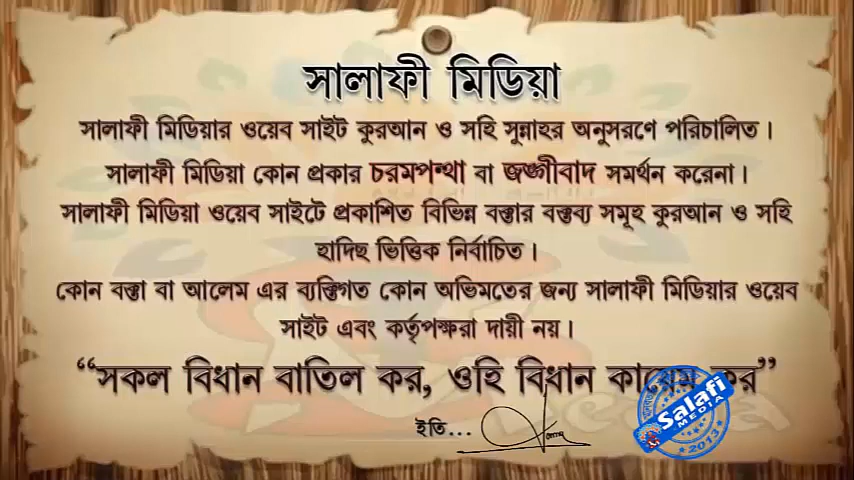 সালাফী মিডিয়া
সালাফী মিডিয়ার ওয়েব সাইট কুরআন ও সহি সুন্নাহর অনুসরণে পরিচালিত।
সালাফী মিডিয়া কোন প্রকার চরমপন্থা বা জঙ্গীবাদ সমর্থন করেনা।
সালাফী মিডিয়া ওয়েব সাইটে প্রকাশিত বিভিন্ন বক্তার বক্তব্য সমূহ কুরআন ও সহি
হাদিছ ভিত্তিক নির্বাচিত।
কোন বক্তা বা আলেম এর ব্যক্তিগত কোন অভিমতের জন্য সালাফী মিডিয়ার ওয়েব
সাইট এবং কর্তৃপক্ষরা দায়ী নয়।
“সকল বিধান বাতিল কর, ওহি বিধান কায়েম কর”
ইতি...
Salafi
MEDIA
2013